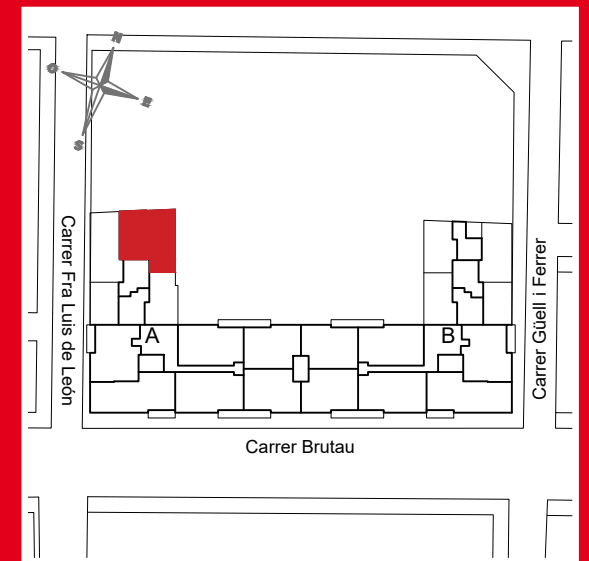 N
O
E
S
Carrer Fra Luis de León
Carrer Güell i Ferrer
A
B
Carrer Brutau